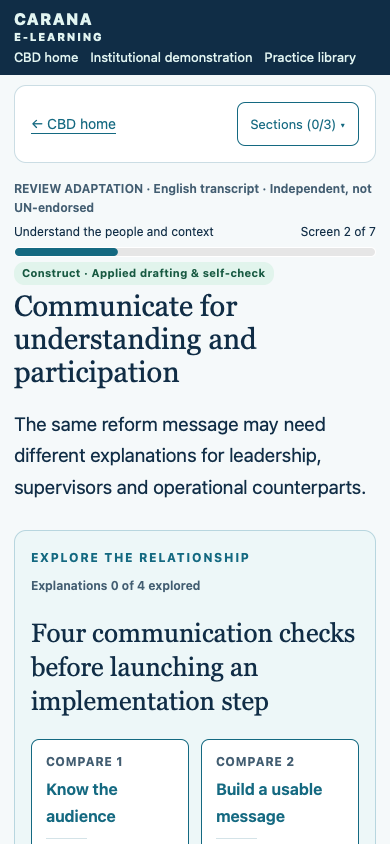 CARANA
E-LEARNING
CBD home Institutional demonstration Practice library
← CBD home
Sections (0/3) ▾
REVIEW ADAPTATION · English transcript · Independent, not
UN-endorsed
Understand the people and context Screen 2 of 7
Construct · Applied drafting & self-check
Communicate for
understanding and
participation
The same reform message may need
different explanations for leadership,
supervisors and operational counterparts.
EXPLORE THE RELATIONSHIP
Explanations 0 of 4 explored
Four communication checks
before launching an
implementation step
COMPARE 1
Know the
audience
COMPARE 2
Build a usable
message